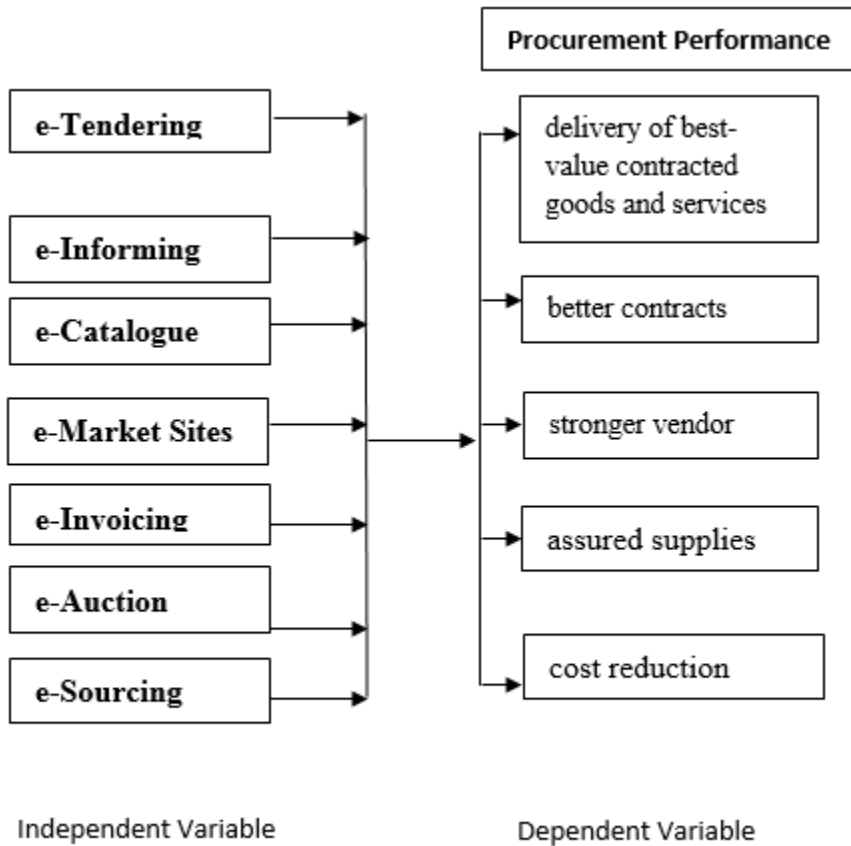 Procurement Performance
e-Tendering
e-Informing
e-Catalogue
e-Market Sites
e-Invoicing
e-Auction
e-Sourcing
delivery of best-
value contracted
goods and services
better contracts
stronger vendor
assured supplies
cost reduction
Independent Variable
Dependent Variable